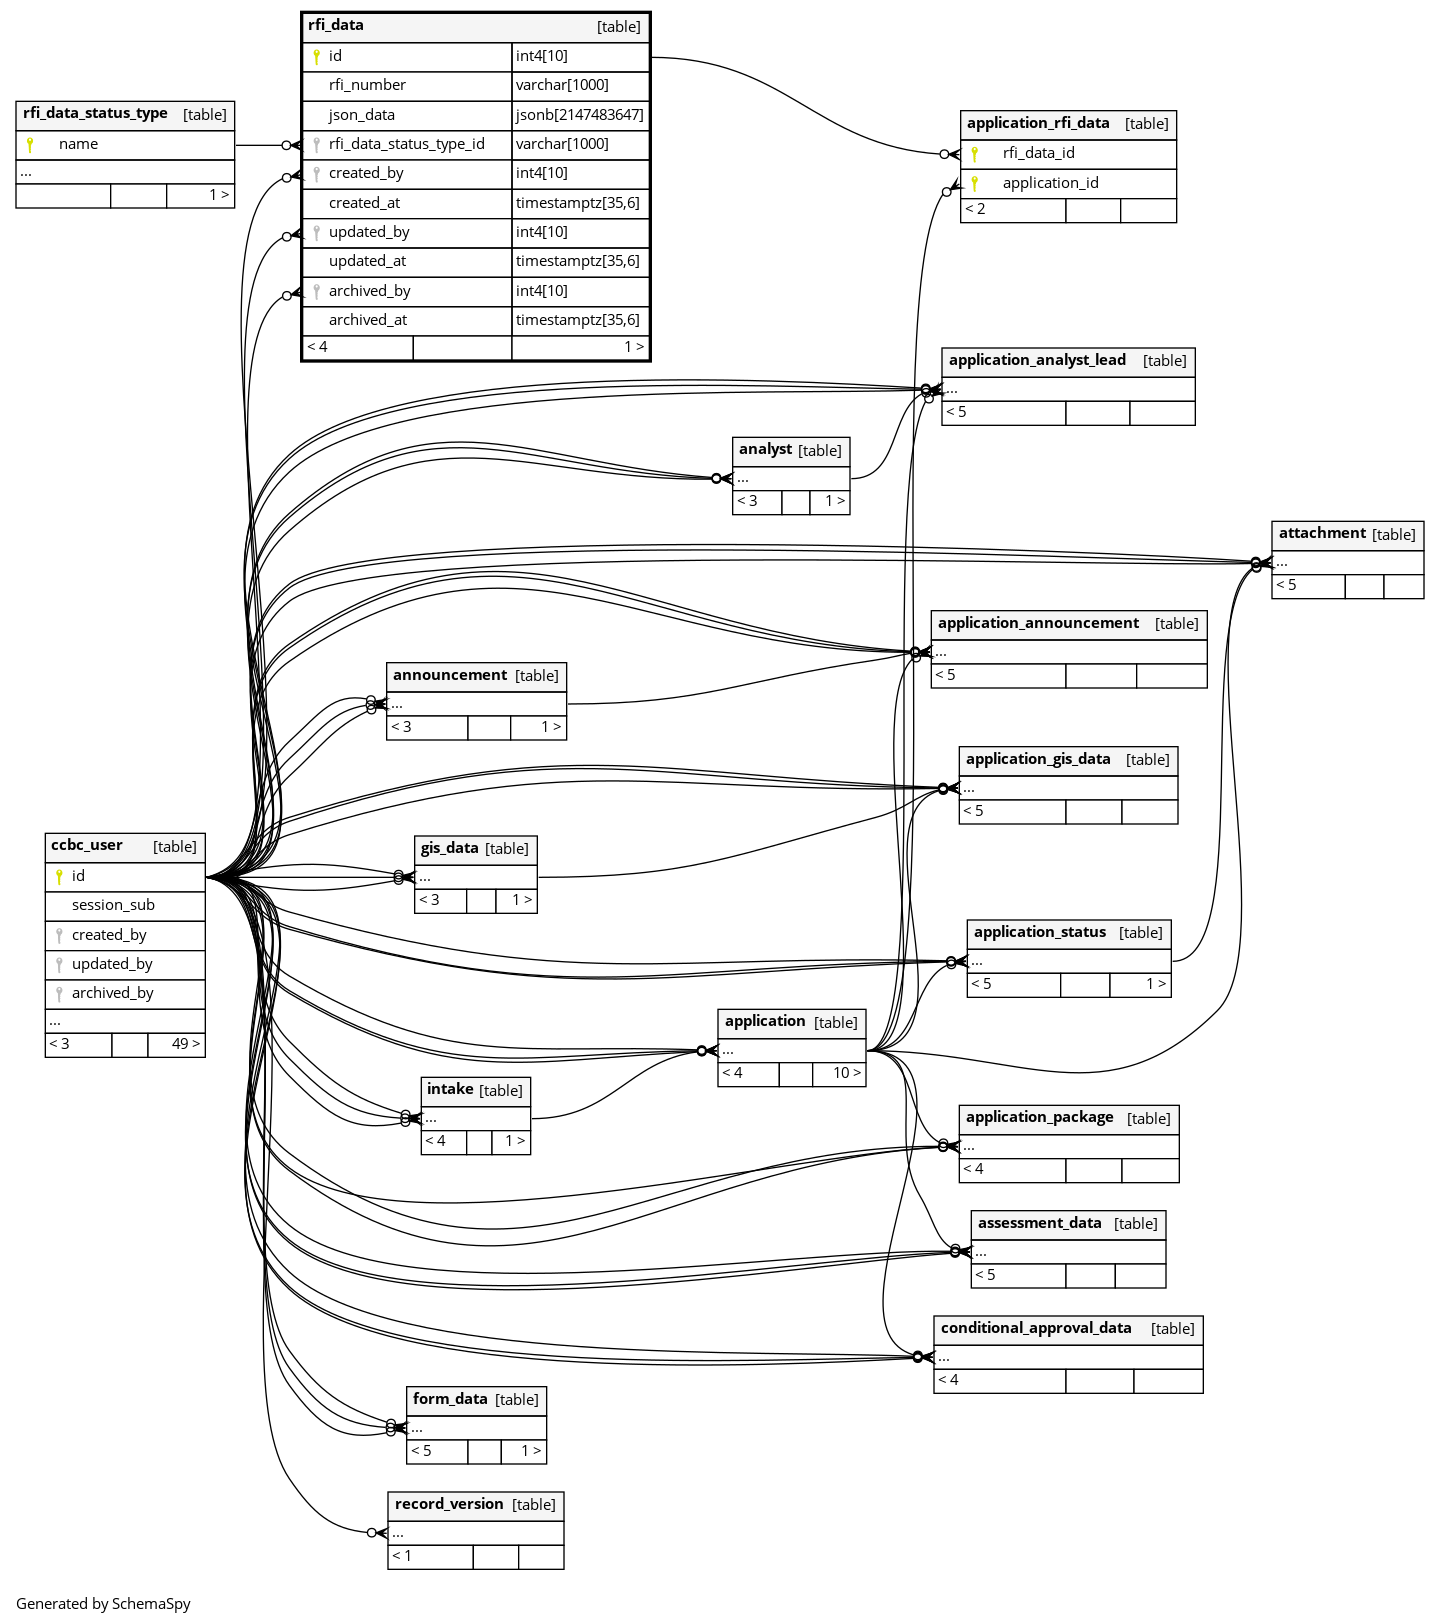 rfi_data [table]
id int4[10]
rfi_number varchar[1000]
json_data jsonb[2147483647]
rfi_data_status_type_id varchar[1000]
created_by int4[10]
created_at timestamptz[35,6]
updated_by int4[10]
updated_at timestamptz[35,6]
archived_by int4[10]
archived_at timestamptz[35,6]
< 4 1 >
rfi_data_status_type [table]
name
...
1 >
application_rfi_data [table]
rfi_data_id
application_id
< 2
application_analyst_lead [table]
...
< 5
analyst [table]
...
< 3 1 >
attachment [table]
...
< 5
application_announcement [table]
...
< 5
announcement [table]
...
< 3 1 >
application_gis_data [table]
...
< 5
ccbc_user [table]
id
session_sub
created_by
updated_by
archived_by
...
< 3 49 >
gis_data [table]
...
< 3 1 >
application_status [table]
...
< 5 1 >
application [table]
...
< 4 10 >
intake [table]
...
< 4 1 >
application_package [table]
...
< 4
assessment_data [table]
...
< 5
conditional_approval_data [table]
...
< 4
form_data [table]
...
< 5 1 >
record_version [table]
...
< 1
Generated by SchemaSpy